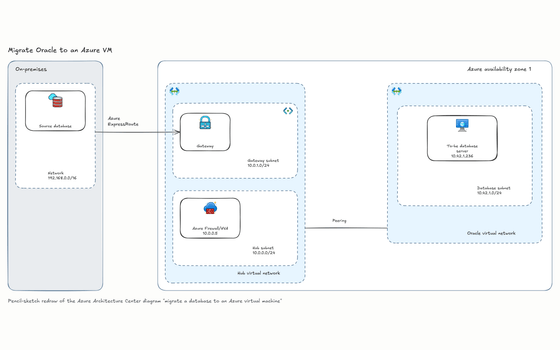 Migrate Oracle to an Azure VM
On-premises
Source database
Network
192.168.0.0/16
Azure
ExpressRoute
Azure availability zone 1
Gateway
Gateway subnet
10.0.1.0/24
Azure Firewall/NVA
10.0.0.5
Hub subnet
10.0.0.0/24
Hub virtual network
Peering
database
server
10.42.1.236
Database subnet
10.42.1.0/24
Oracle virtual network
Pencil-sketch redraw of the Azure Architecture Center diagram "migrate a database to an Azure virtual machine"